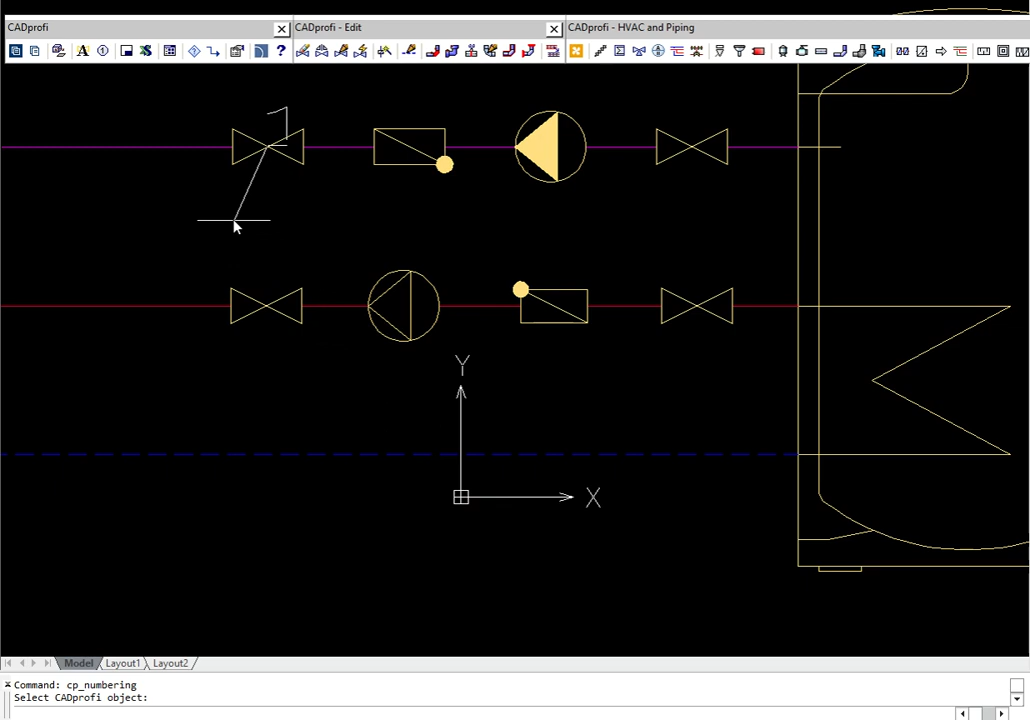 CADprofi
CADprofi - Edit
CADprofi - HVAC and Piping
1
Y
X
Model
Layout1
Layout2
Command: cp_numbering
Select CADprofi object: